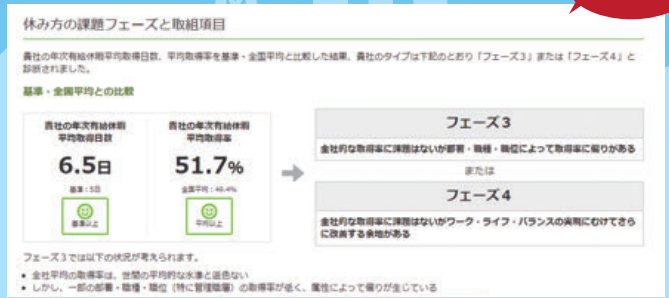 休み方の課題フェーズと取組項目
貴社の年次有給休暇平均取得日数、平均取得率を基準・全国平均と比較した結果、貴社のタイプは下記のとおり「フェーズ3」または「フェーズ4」と
診断されました。
基準・全国平均との比較
貴社の年次有給休暇
平均取得日数
6.5日
基準：5日
基準以上
貴社の年次有給休暇
平均取得率
51.7%
全国平均：49.4%
平均以上
フェーズ3
全社的な取得率に課題はないが部署・職種・職位によって取得率に偏りがある
または
フェーズ4
全社的な取得率に課題はないがワーク・ライフ・バランスの実現にむけてさら
に改善する余地がある
フェーズ3では以下の状況が考えられます。
• 全社平均の取得率は、世間の平均的な水準と遜色ない
• しかし、一部の部署・職種・職位（特に管理職層）の取得率が低く、属性によって偏りが生じている